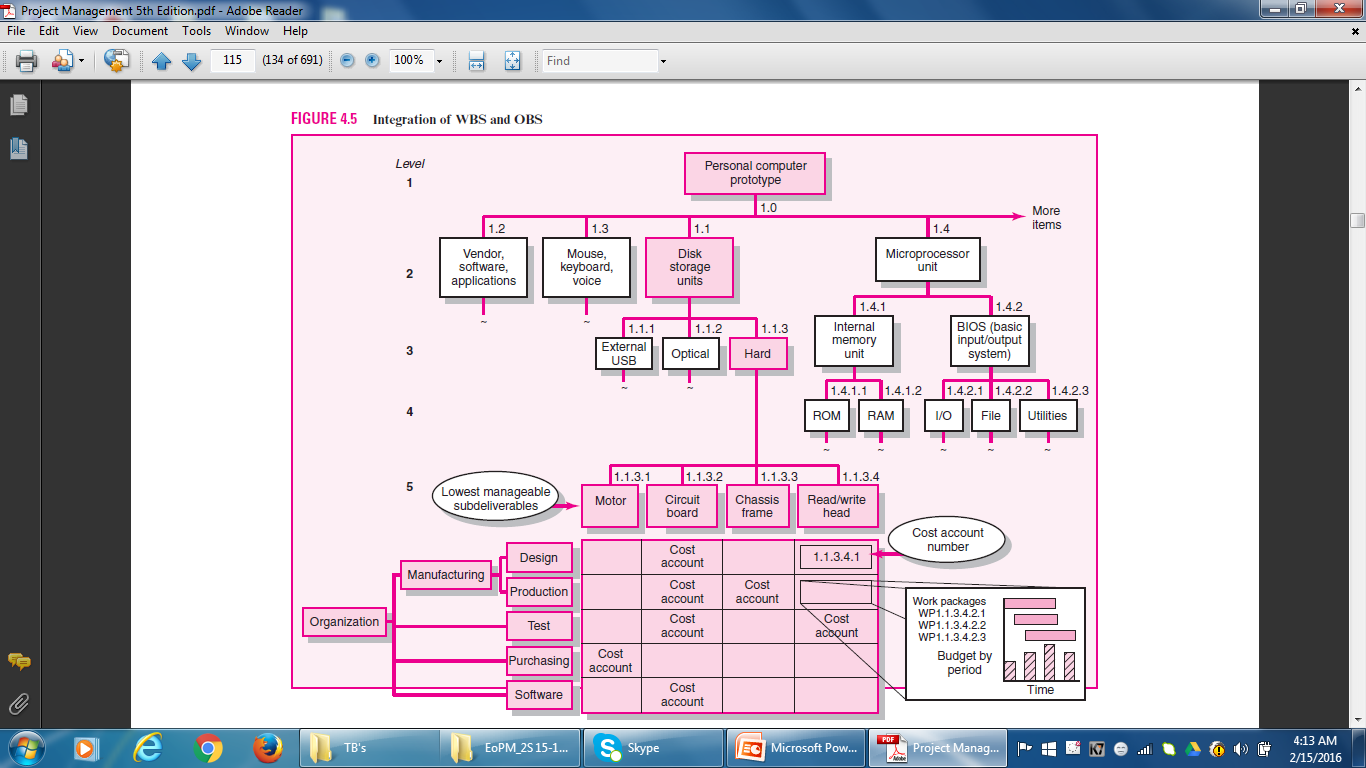 Project Management 5th Edition.pdf - Adobe Reader
File Edit View Document Tools Window Help
115 (134 of 691) 100% Find
FIGURE 4.5 Integration of WBS and OBS
Level
1
Personal computer
prototype
1.0
More
items
1.2 1.3 1.1 1.4
2
Vendor,
software,
applications
Mouse,
keyboard,
voice
Disk
storage
units
Microprocessor
unit
~ ~
1.1.1 1.1.2 1.1.3 1.4.1 1.4.2
3
External
USB
Optical
Hard
Internal
memory
unit
BIOS (basic
input/output
system)
~ ~
1.4.1.1 1.4.1.2 1.4.2.1 1.4.2.2 1.4.2.3
4
ROM RAM I/O File Utilities
~ ~ ~ ~ ~
1.1.3.1 1.1.3.2 1.1.3.3 1.1.3.4
5
Lowest manageable
subdeliverables
Motor
Circuit
board
Chassis
frame
Read/write
head
Cost account
number
Organization
Manufacturing
Design
Cost
account
1.1.3.4.1
Production
Cost
account
Cost
account
Test
Cost
account
Cost
account
Purchasing
Cost
account
Software
Cost
account
Work packages
WP1.1.3.4.2.1
WP1.1.3.4.2.2
WP1.1.3.4.2.3
Budget by
period
Time
TB's
EoPM_2S 15-1...
Skype
Microsoft Pow...
Project Manag...
4:13 AM
2/15/2016